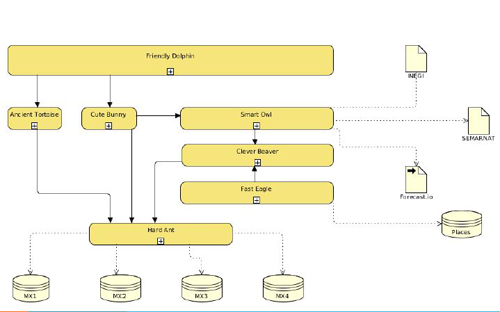 Friendly Dolphin
INEGI
Ancient Tortoise
Cute Bunny
Smart Owl
SEMARNAT
Clever Beaver
Fast Eagle
Forecast.io
Places
Hard Ant
MX1
MX2
MX3
MX4